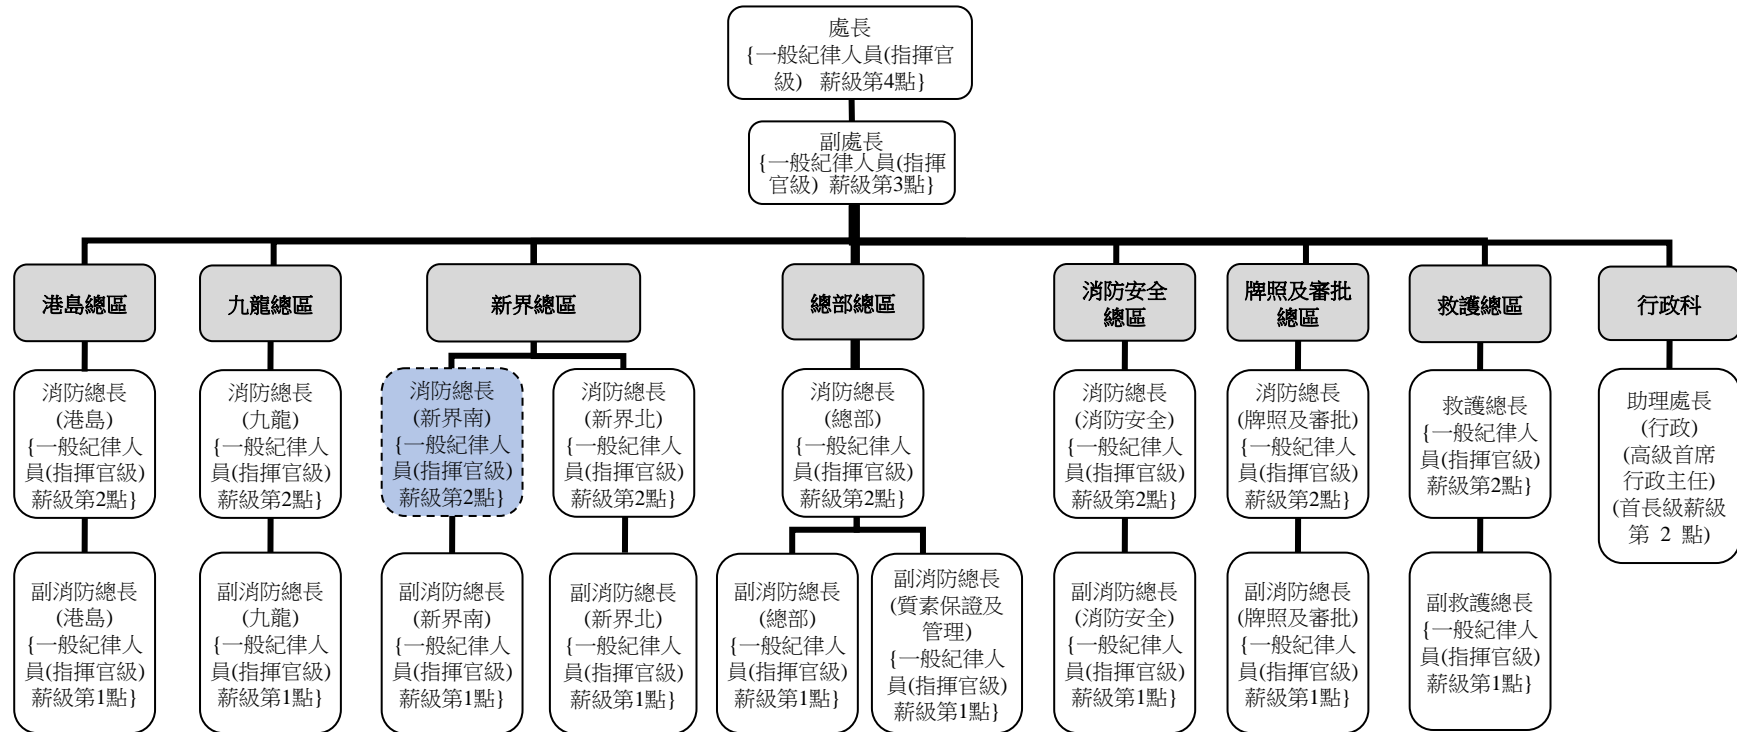 處長
{一般紀律人員(指揮官
級) 薪級第4點}
副處長
{一般紀律人員(指揮
官級) 薪級第3點}
港島總區
九龍總區
新界總區
總部總區
消防安全
總區
牌照及審批
總區
救護總區
行政科
消防總長
(港島)
{一般紀律人
員(指揮官級)
薪級第2點}
消防總長
(九龍)
{一般紀律人
員(指揮官級)
薪級第2點}
消防總長
(新界南)
{一般紀律人
員(指揮官級)
薪級第2點}
消防總長
(新界北)
{一般紀律人
員(指揮官級)
薪級第2點}
消防總長
(總部)
{一般紀律人
員(指揮官級)
薪級第2點}
消防總長
(消防安全)
{一般紀律人
員(指揮官級)
薪級第2點}
消防總長
(牌照及審批)
{一般紀律人
員(指揮官級)
薪級第2點}
救護總長
{一般紀律人
員(指揮官級)
薪級第2點}
助理處長
(行政)
(高級首席
行政主任)
(首長級薪級
第 2 點)
副消防總長
(港島)
{一般紀律人
員(指揮官級)
薪級第1點}
副消防總長
(九龍)
{一般紀律人
員(指揮官級)
薪級第1點}
副消防總長
(新界南)
{一般紀律人
員(指揮官級)
薪級第1點}
副消防總長
(新界北)
{一般紀律人
員(指揮官級)
薪級第1點}
副消防總長
(總部)
{一般紀律人
員(指揮官級)
薪級第1點}
副消防總長
(質素保證及
管理)
{一般紀律人
員(指揮官級)
薪級第1點}
副消防總長
(消防安全)
{一般紀律人
員(指揮官級)
薪級第1點}
副消防總長
(牌照及審批)
{一般紀律人
員(指揮官級)
薪級第1點}
副救護總長
{一般紀律人
員(指揮官級)
薪級第1點}